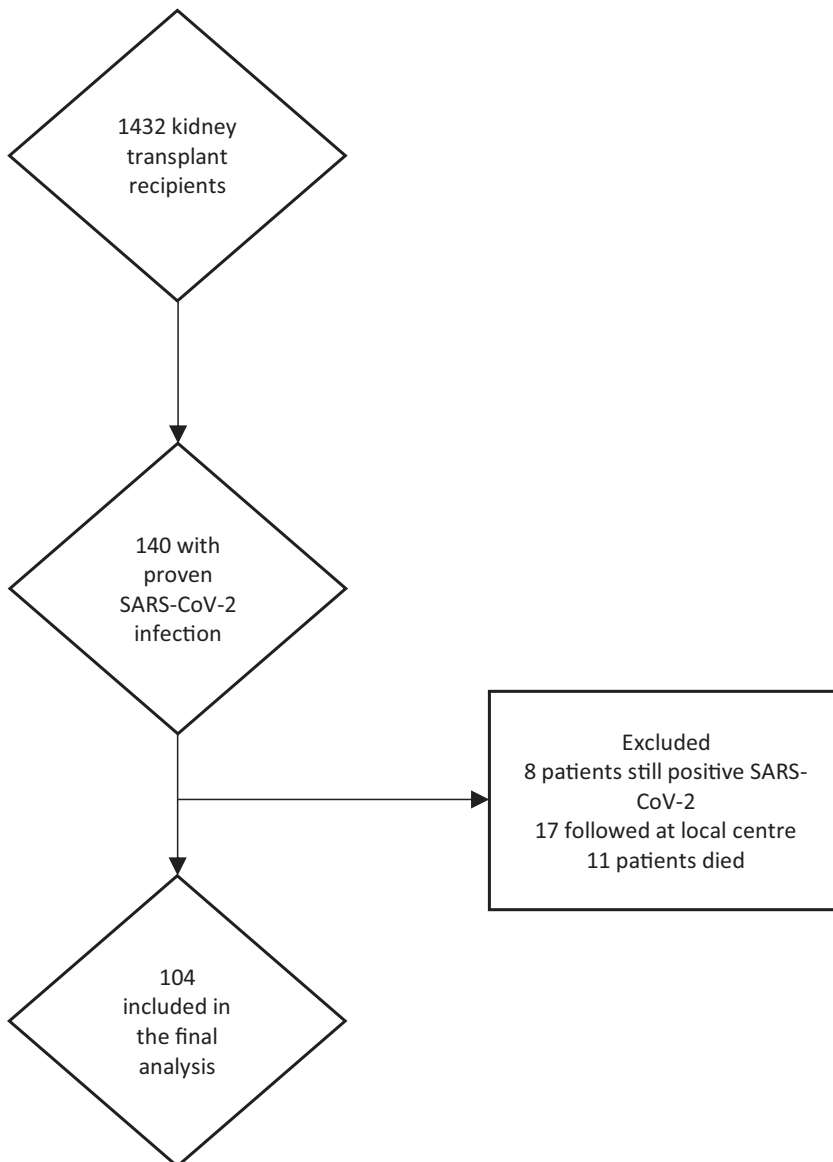 1432 kidney
transplant
recipients
140 with
proven
SARS-CoV-2
infection
Excluded
8 patients still positive SARS-
CoV-2
17 followed at local centre
11 patients died
104
included in
the final
analysis